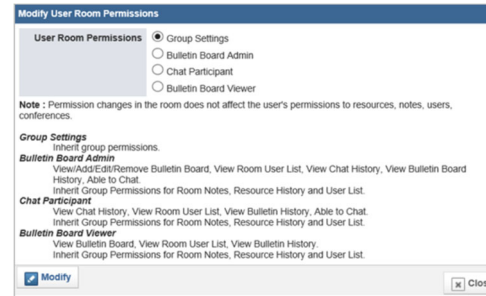 Modify User Room Permissions
User Room Permissions
Group Settings
Bulletin Board Admin
Chat Participant
Bulletin Board Viewer
Note : Permission changes in the room does not affect the user's permissions to resources, notes, users,
conferences.
Group Settings
Inherit group permissions.
Bulletin Board Admin
View/Add/Edit/Remove Bulletin Board, View Room User List, View Chat History, View Bulletin Board
History, Able to Chat.
Inherit Group Permissions for Room Notes, Resource History and User List.
Chat Participant
View Chat History, View Room User List, View Bulletin History, Able to Chat.
Inherit Group Permissions for Room Notes, Resource History and User List.
Bulletin Board Viewer
View Bulletin Board, View Room User List, View Bulletin History.
Inherit Group Permissions for Room Notes, Resource History and User List.
Modify
Clos